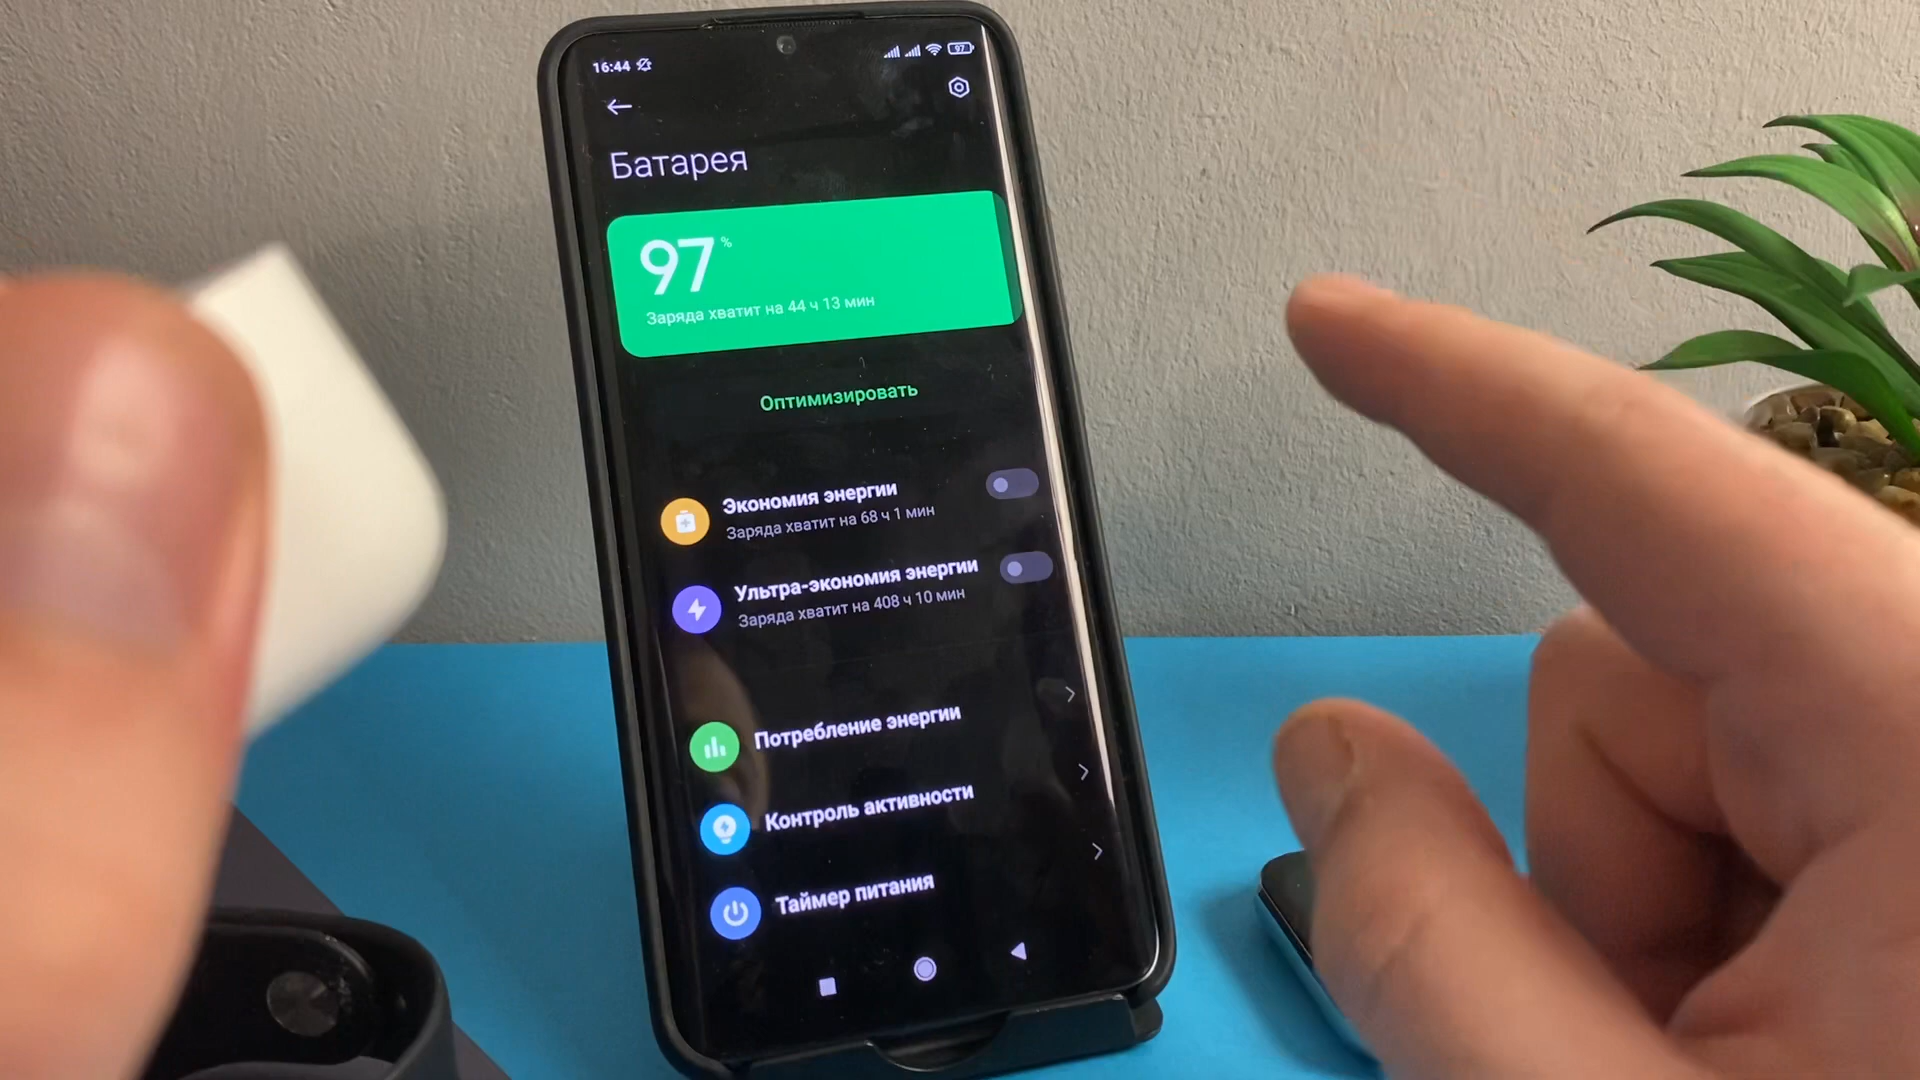 16:44
97
Батарея
97%
Заряда хватит на 44 ч 13 мин
Оптимизировать
Экономия энергии
Заряда хватит на 68 ч 1 мин
Ультра-экономия энергии
Заряда хватит на 408 ч 10 мин
Потребление энергии
Контроль активности
Таймер питания